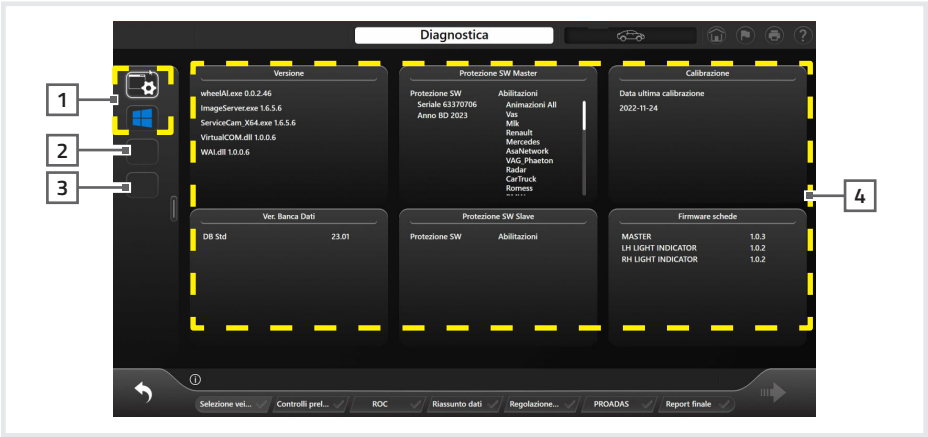 Diagnostica
?
1
2
3
4
Versione
wheelAI.exe 0.0.2.46
ImageServer.exe 1.6.5.6
ServiceCam_X64.exe 1.6.5.6
VirtualCOM.dll 1.0.0.6
WAI.dll 1.0.0.6
Protezione SW Master
Protezione SW Abilitazioni
Seriale 63370706 Animazioni All
Anno BD 2023 Vas
Mlk
Renault
Mercedes
AsaNetwork
VAG_Phaeton
Radar
CarTruck
Romess
Calibrazione
Data ultima calibrazione
2022-11-24
Ver. Banca Dati
DB Std 23.01
Protezione SW Slave
Protezione SW Abilitazioni
Firmware schede
MASTER 1.0.3
LH LIGHT INDICATOR 1.0.2
RH LIGHT INDICATOR 1.0.2
Selezione vei... Controlli prel... ROC Riassunto dati Regolazione... PROADAS Report finale